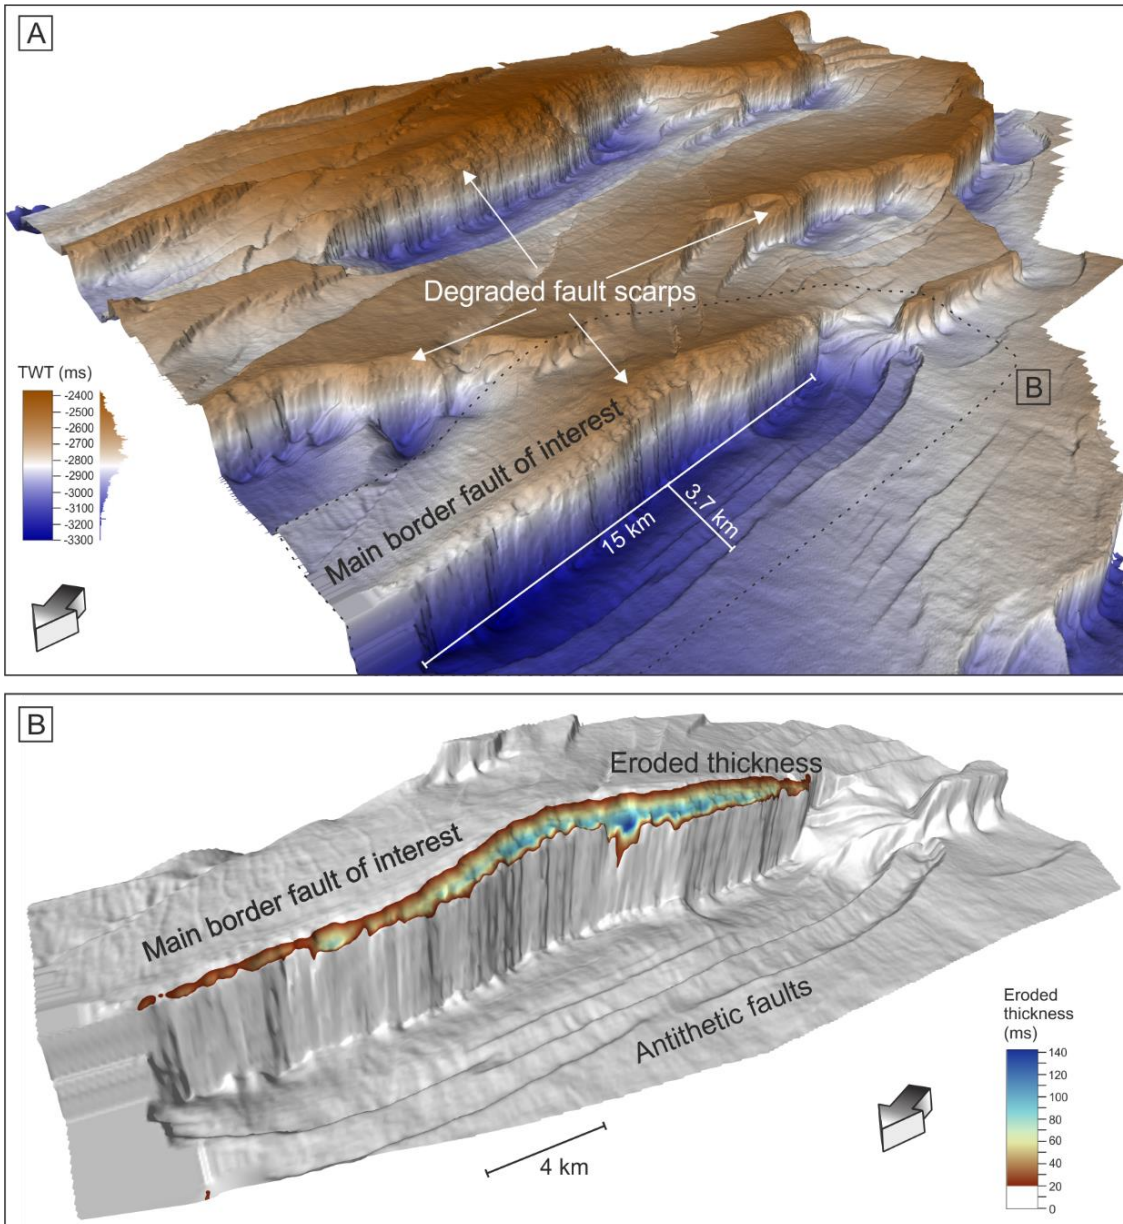 A
Degraded fault scarps
TWT (ms)
-2400
-2500
-2600
-2700
-2800
-2900
-3000
-3100
-3200
-3300
Main border fault of interest
15 km
3.7 km
B
B
Eroded thickness
Main border fault of interest
Antithetic faults
4 km
Eroded
thickness
(ms)
140
120
100
80
60
40
20
0